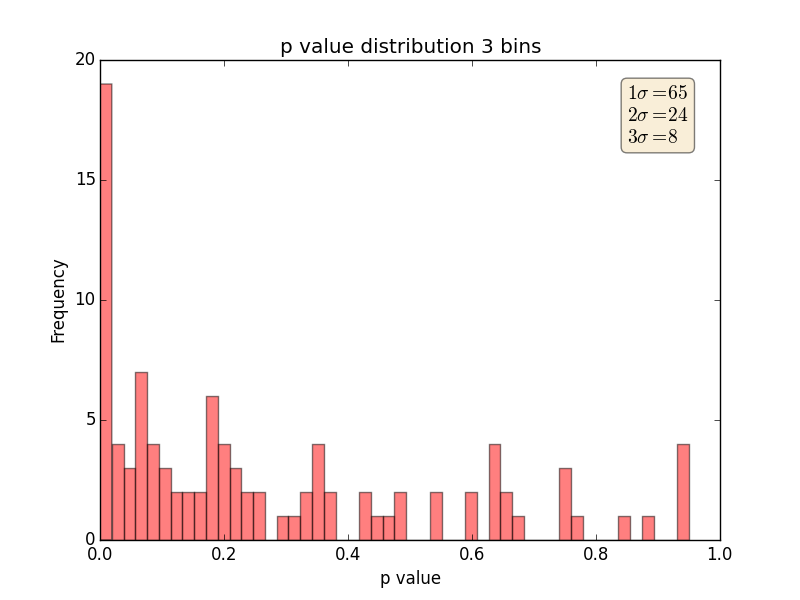 p value distribution 3 bins
20
15
10
5
0
Frequency
1σ=65
2σ=24
3σ=8
0.0 0.2 0.4 0.6 0.8 1.0
p value